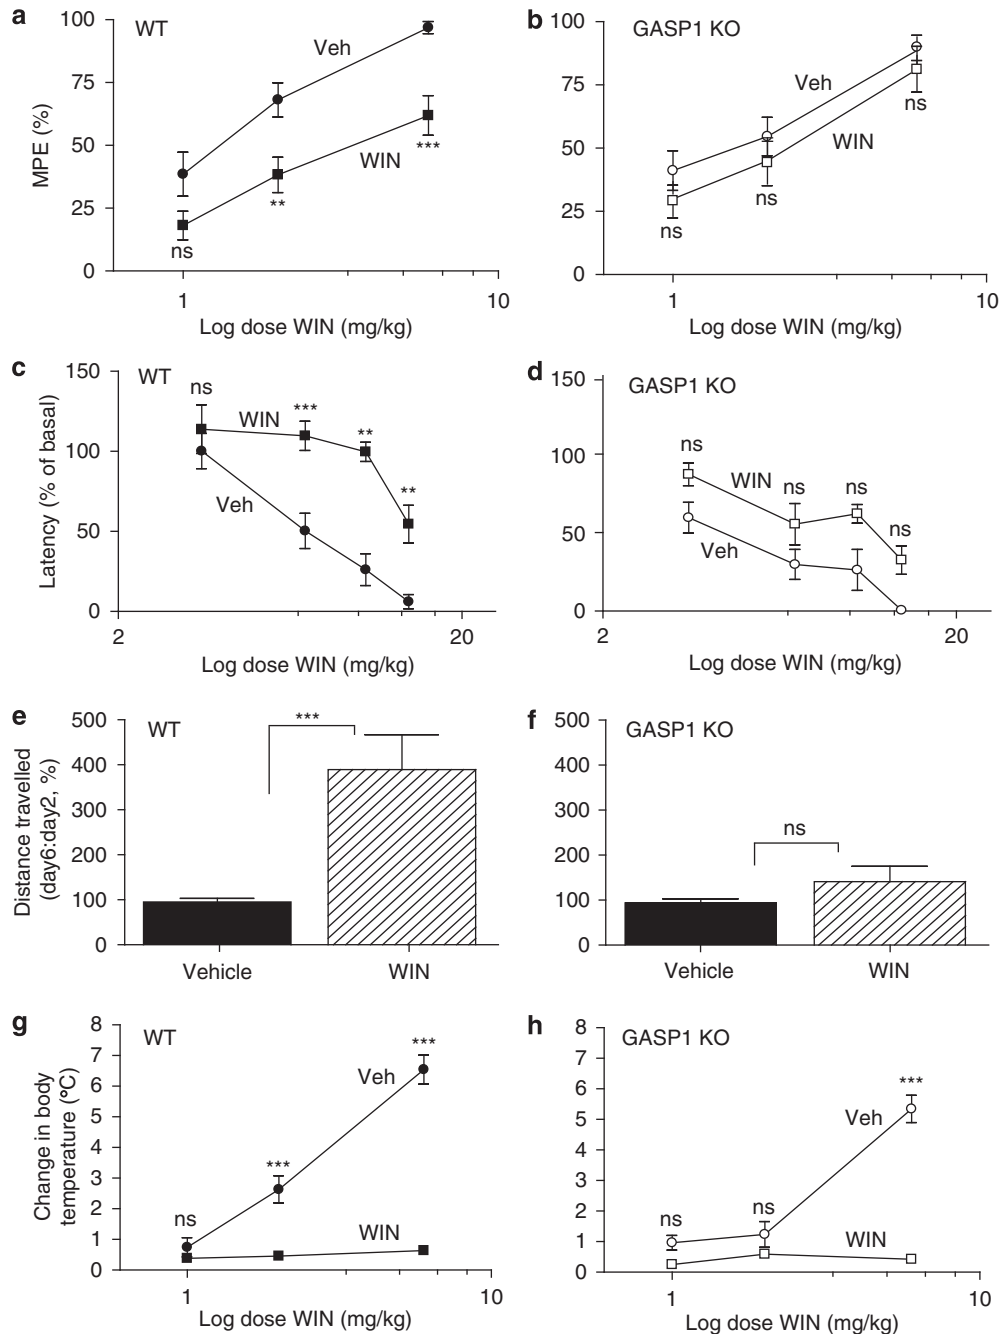 a
WT
100
75
50
25
0
MPE (%)
Veh
WIN
ns
**
***
1
10
Log dose WIN (mg/kg)
b
GASP1 KO
100
75
50
25
0
Veh
WIN
ns
ns
ns
1
10
Log dose WIN (mg/kg)
c
WT
150
100
50
0
Latency (% of basal)
ns
WIN
***
**
**
Veh
2
20
Log dose WIN (mg/kg)
d
GASP1 KO
150
100
50
0
ns
WIN
ns
ns
ns
Veh
2
20
Log dose WIN (mg/kg)
e
WT
500
400
300
200
100
0
Distance travelled
(day6:day2, %)
***
Vehicle
WIN
f
GASP1 KO
500
400
300
200
100
0
ns
Vehicle
WIN
g
WT
8
7
6
5
4
3
2
1
0
Change in body
temperature (°C)
***
Veh
***
ns
WIN
1
10
Log dose WIN (mg/kg)
h
GASP1 KO
8
7
6
5
4
3
2
1
0
***
Veh
ns
ns
WIN
1
10
Log dose WIN (mg/kg)